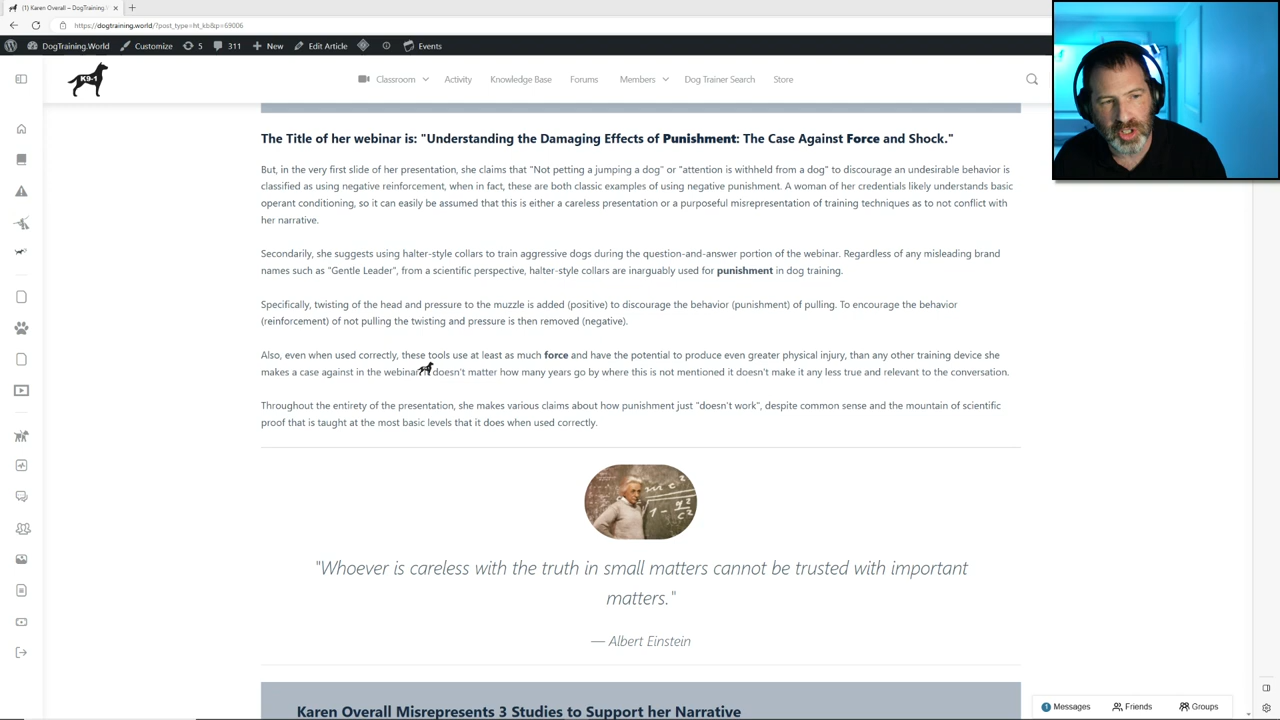 (1) Karen Overall – DogTraining
https://dogtraining.world/?post_type=ht_kb&p=69006
DogTraining.World
Customize
5
311
New
Edit Article
Events
K9-1
Classroom
Activity
Knowledge Base
Forums
Members
Dog Trainer Search
Store
The Title of her webinar is: "Understanding the Damaging Effects of Punishment: The Case Against Force and Shock."
But, in the very first slide of her presentation, she claims that "Not petting a jumping a dog" or "attention is withheld from a dog" to discourage an undesirable behavior is
classified as using negative reinforcement, when in fact, these are both classic examples of using negative punishment. A woman of her credentials likely understands basic
operant conditioning, so it can easily be assumed that this is either a careless presentation or a purposeful misrepresentation of training techniques as to not conflict with
her narrative.
Secondarily, she suggests using halter-style collars to train aggressive dogs during the question-and-answer portion of the webinar. Regardless of any misleading brand
names such as "Gentle Leader", from a scientific perspective, halter-style collars are inarguably used for punishment in dog training.
Specifically, twisting of the head and pressure to the muzzle is added (positive) to discourage the behavior (punishment) of pulling. To encourage the behavior
(reinforcement) of not pulling the twisting and pressure is then removed (negative).
Also, even when used correctly, these tools use at least as much force and have the potential to produce even greater physical injury, than any other training device she
makes a case against in the webinar. doesn't matter how many years go by where this is not mentioned it doesn't make it any less true and relevant to the conversation.
Throughout the entirety of the presentation, she makes various claims about how punishment just "doesn't work", despite common sense and the mountain of scientific
proof that is taught at the most basic levels that it does when used correctly.
"Whoever is careless with the truth in small matters cannot be trusted with important
matters."
— Albert Einstein
Karen Overall Misrepresents 3 Studies to Support her Narrative
1
Messages
Friends
Groups